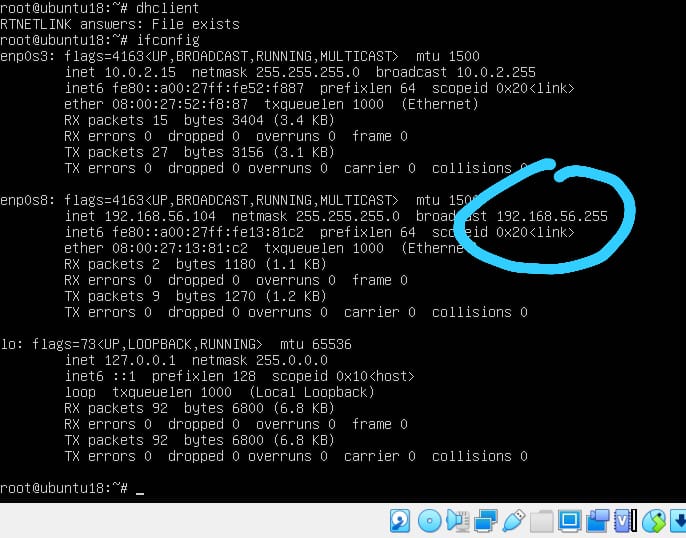 root@ubuntu18:~# dhclient
RTNETLINK answers: File exists
root@ubuntu18:~# ifconfig
enp0s3: flags=4163<UP,BROADCAST,RUNNING,MULTICAST>  mtu 1500
inet 10.0.2.15  netmask 255.255.255.0  broadcast 10.0.2.255
inet6 fe80::a00:27ff:fe52:f887  prefixlen 64  scopeid 0x20<link>
ether 08:00:27:52:f8:87  txqueuelen 1000  (Ethernet)
RX packets 15  bytes 3404 (3.4 KB)
RX errors 0  dropped 0  overruns 0  frame 0
TX packets 27  bytes 3156 (3.1 KB)
TX errors 0  dropped 0 overruns 0  carrier 0  collisions 0
enp0s8: flags=4163<UP,BROADCAST,RUNNING,MULTICAST>  mtu 1500
inet 192.168.56.104  netmask 255.255.255.0  broadcast 192.168.56.255
inet6 fe80::a00:27ff:fe13:81c2  prefixlen 64  scopeid 0x20<link>
ether 08:00:27:13:81:c2  txqueuelen 1000  (Ethernet)
RX packets 2  bytes 1180 (1.1 KB)
RX errors 0  dropped 0  overruns 0  frame 0
TX packets 9  bytes 1270 (1.2 KB)
TX errors 0  dropped 0 overruns 0  carrier 0  collisions 0
lo: flags=73<UP,LOOPBACK,RUNNING>  mtu 65536
inet 127.0.0.1  netmask 255.0.0.0
inet6 ::1  prefixlen 128  scopeid 0x10<host>
loop  txqueuelen 1000  (Local Loopback)
RX packets 92  bytes 6800 (6.8 KB)
RX errors 0  dropped 0  overruns 0  frame 0
TX packets 92  bytes 6800 (6.8 KB)
TX errors 0  dropped 0 overruns 0  carrier 0  collisions 0
root@ubuntu18:~# _